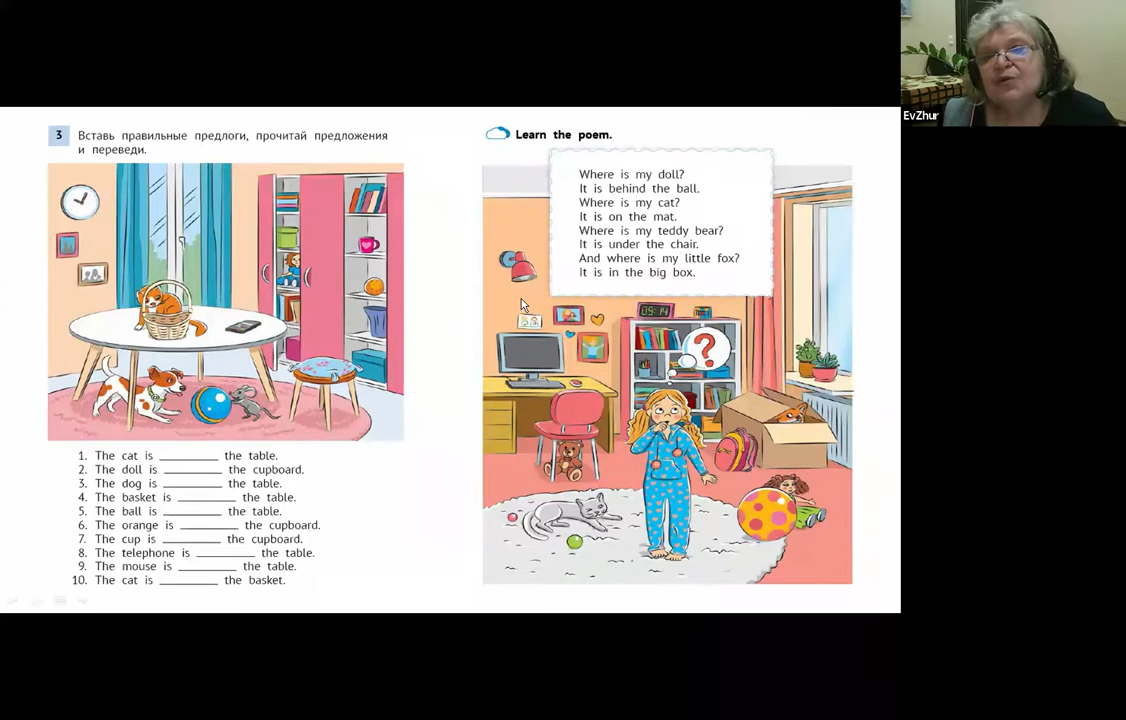 3 Вставь правильные предлоги, прочитай предложения
и переведи.
1. The cat is ________ the table.
2. The doll is ________ the cupboard.
3. The dog is ________ the table.
4. The basket is ________ the table.
5. The ball is ________ the table.
6. The orange is ________ the cupboard.
7. The cup is ________ the cupboard.
8. The telephone is ________ the table.
9. The mouse is ________ the table.
10. The cat is ________ the basket.
Learn the poem.
Where is my doll?
It is behind the ball.
Where is my cat?
It is on the mat.
Where is my teddy bear?
It is under the chair.
And where is my little fox?
It is in the big box.
09:14
?
EvZhur